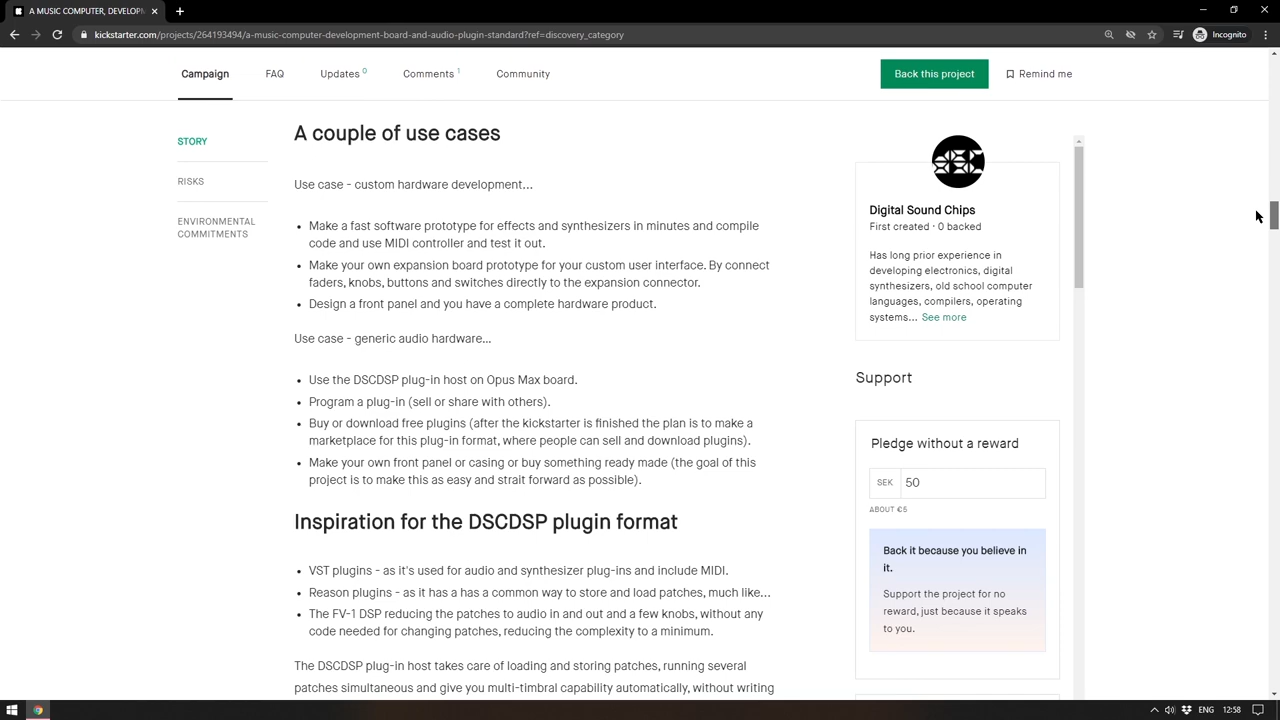 A MUSIC COMPUTER, DEVELOPM
kickstarter.com/projects/264193494/a-music-computer-development-board-and-audio-plugin-standard?ref=discovery_category
Incognito
Campaign
FAQ
Updates 0
Comments 1
Community
Back this project
Remind me
STORY
RISKS
ENVIRONMENTAL
COMMITMENTS
A couple of use cases
Use case - custom hardware development...
• Make a fast software prototype for effects and synthesizers in minutes and compile
code and use MIDI controller and test it out.
• Make your own expansion board prototype for your custom user interface. By connect
faders, knobs, buttons and switches directly to the expansion connector.
• Design a front panel and you have a complete hardware product.
Use case - generic audio hardware...
• Use the DSCDSP plug-in host on Opus Max board.
• Program a plug-in (sell or share with others).
• Buy or download free plugins (after the kickstarter is finished the plan is to make a
marketplace for this plug-in format, where people can sell and download plugins).
• Make your own front panel or casing or buy something ready made (the goal of this
project is to make this as easy and strait forward as possible).
Inspiration for the DSCDSP plugin format
• VST plugins - as it's used for audio and synthesizer plug-ins and include MIDI.
• Reason plugins - as it has a has a common way to store and load patches, much like...
• The FV-1 DSP reducing the patches to audio in and out and a few knobs, without any
code needed for changing patches, reducing the complexity to a minimum.
The DSCDSP plug-in host takes care of loading and storing patches, running several
patches simultaneous and give you multi-timbral capability automatically, without writing
Digital Sound Chips
First created · 0 backed
Has long prior experience in
developing electronics, digital
synthesizers, old school computer
languages, compilers, operating
systems... See more
Support
Pledge without a reward
SEK 50
ABOUT €5
Back it because you believe in
it.
Support the project for no
reward, just because it speaks
to you.
ENG 12:58